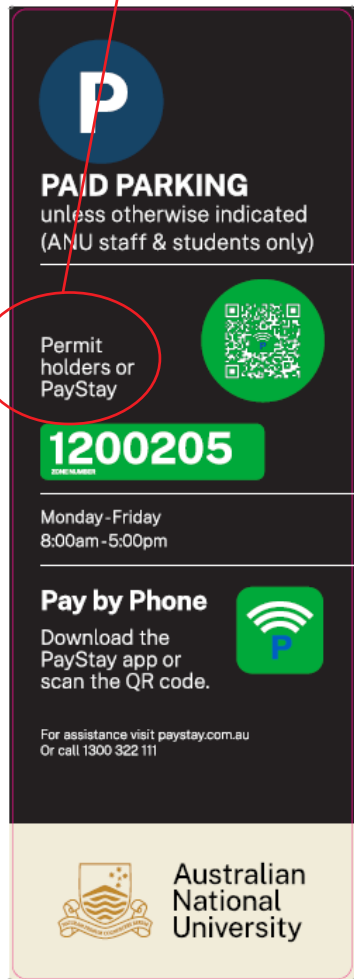 P
PAID PARKING
unless otherwise indicated
(ANU staff & students only)
Permit
holders or
PayStay
1200205
ZONE NUMBER
Monday-Friday
8:00am-5:00pm
Pay by Phone
Download the
PayStay app or
scan the QR code.
P
For assistance visit paystay.com.au
Or call 1300 322 111
Australian
National
University